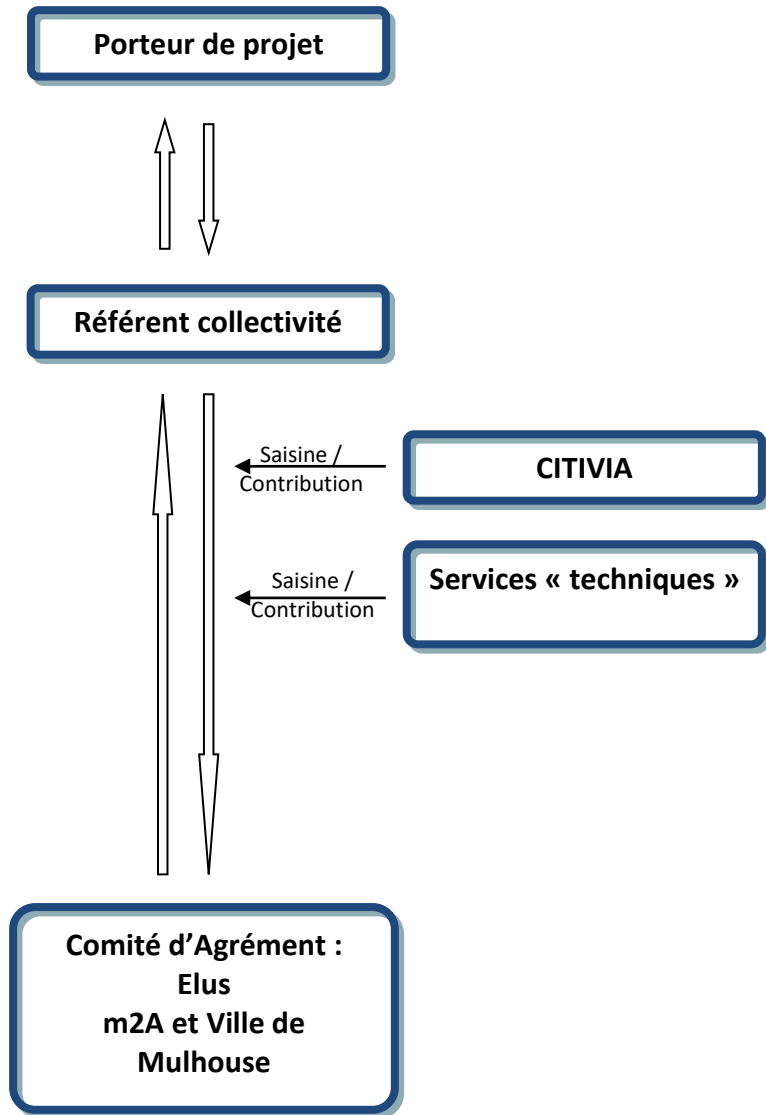 Porteur de projet
Référent collectivité
Saisine /
Contribution
CITIVIA
Saisine /
Contribution
Services « techniques »
Comité d’Agrément :
Elus
m2A et Ville de
Mulhouse